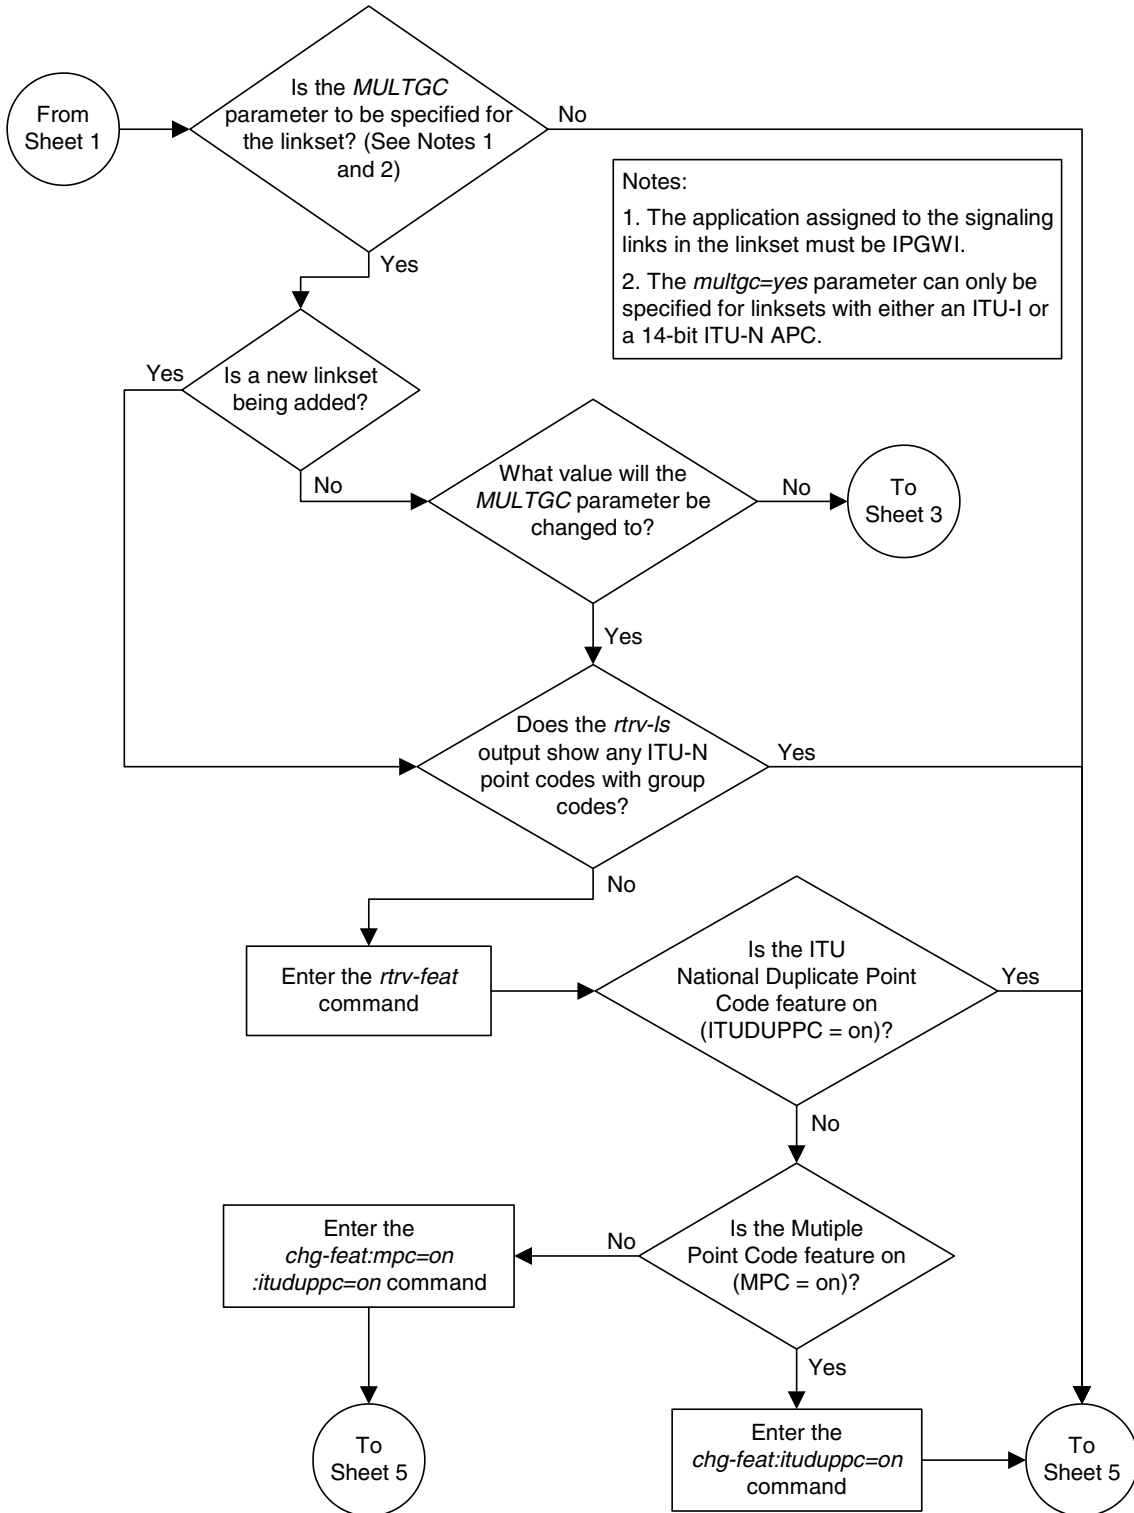 From
Sheet 1
Is the MULTGC
parameter to be specified for
the linkset? (See Notes 1
and 2)
No
Yes
Notes:
1. The application assigned to the signaling
links in the linkset must be IPGWI.
2. The multgc=yes parameter can only be
specified for linksets with either an ITU-I or
a 14-bit ITU-N APC.
Yes
Is a new linkset
being added?
No
What value will the
MULTGC parameter be
changed to?
No
To
Sheet 3
Yes
Does the rtrv-ls
output show any ITU-N
point codes with group
codes?
Yes
No
Enter the rtrv-feat
command
Is the ITU
National Duplicate Point
Code feature on
(ITUDUPPC = on)?
Yes
No
Is the Mutiple
Point Code feature on
(MPC = on)?
No
Enter the
chg-feat:mpc=on
:ituduppc=on command
Yes
To
Sheet 5
Enter the
chg-feat:ituduppc=on
command
To
Sheet 5